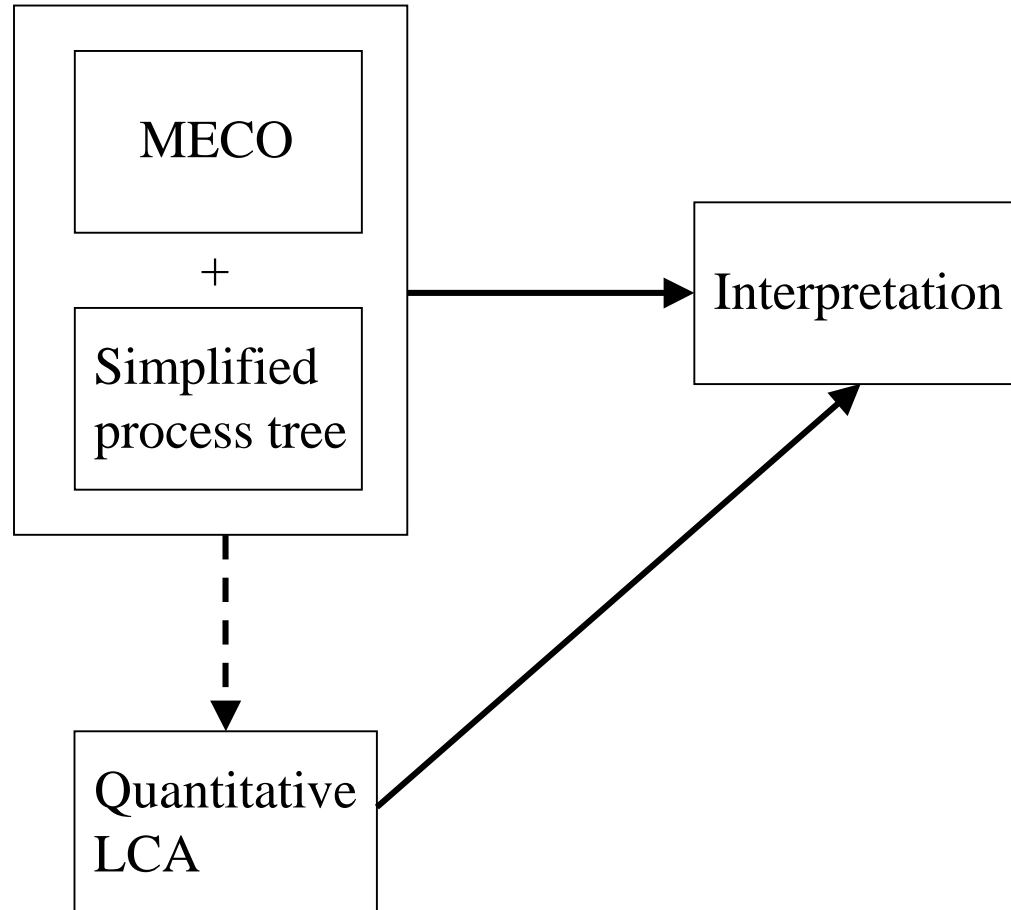 MECO
+
Simplified
process tree
Interpretation
Quantitative
LCA